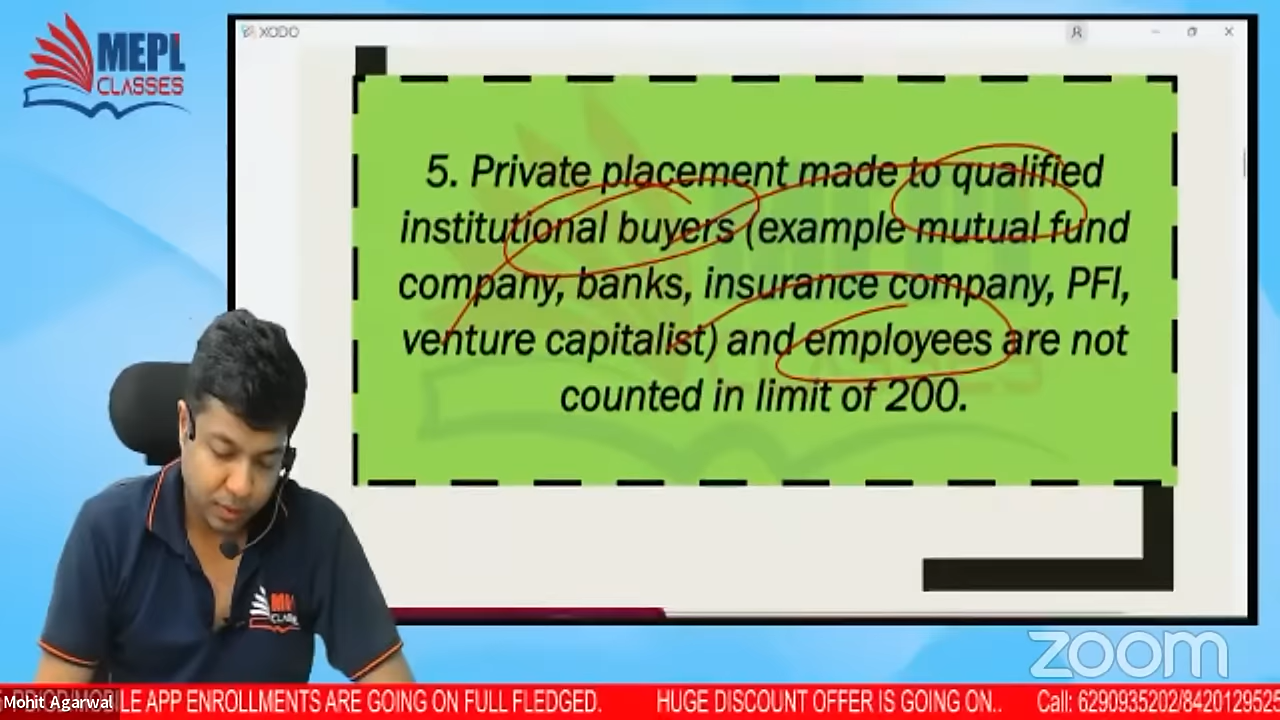 MEPL
CLASSES
XODO
5. Private placement made to qualified
institutional buyers (example mutual fund
company, banks, insurance company, PFI,
venture capitalist) and employees are not
counted in limit of 200.
CLASSES
zoom
Mohit Agarwal
APP ENROLLMENTS ARE GOING ON FULL FLEDGED. HUGE DISCOUNT OFFER IS GOING ON.. Call: 6290935202/8420129525